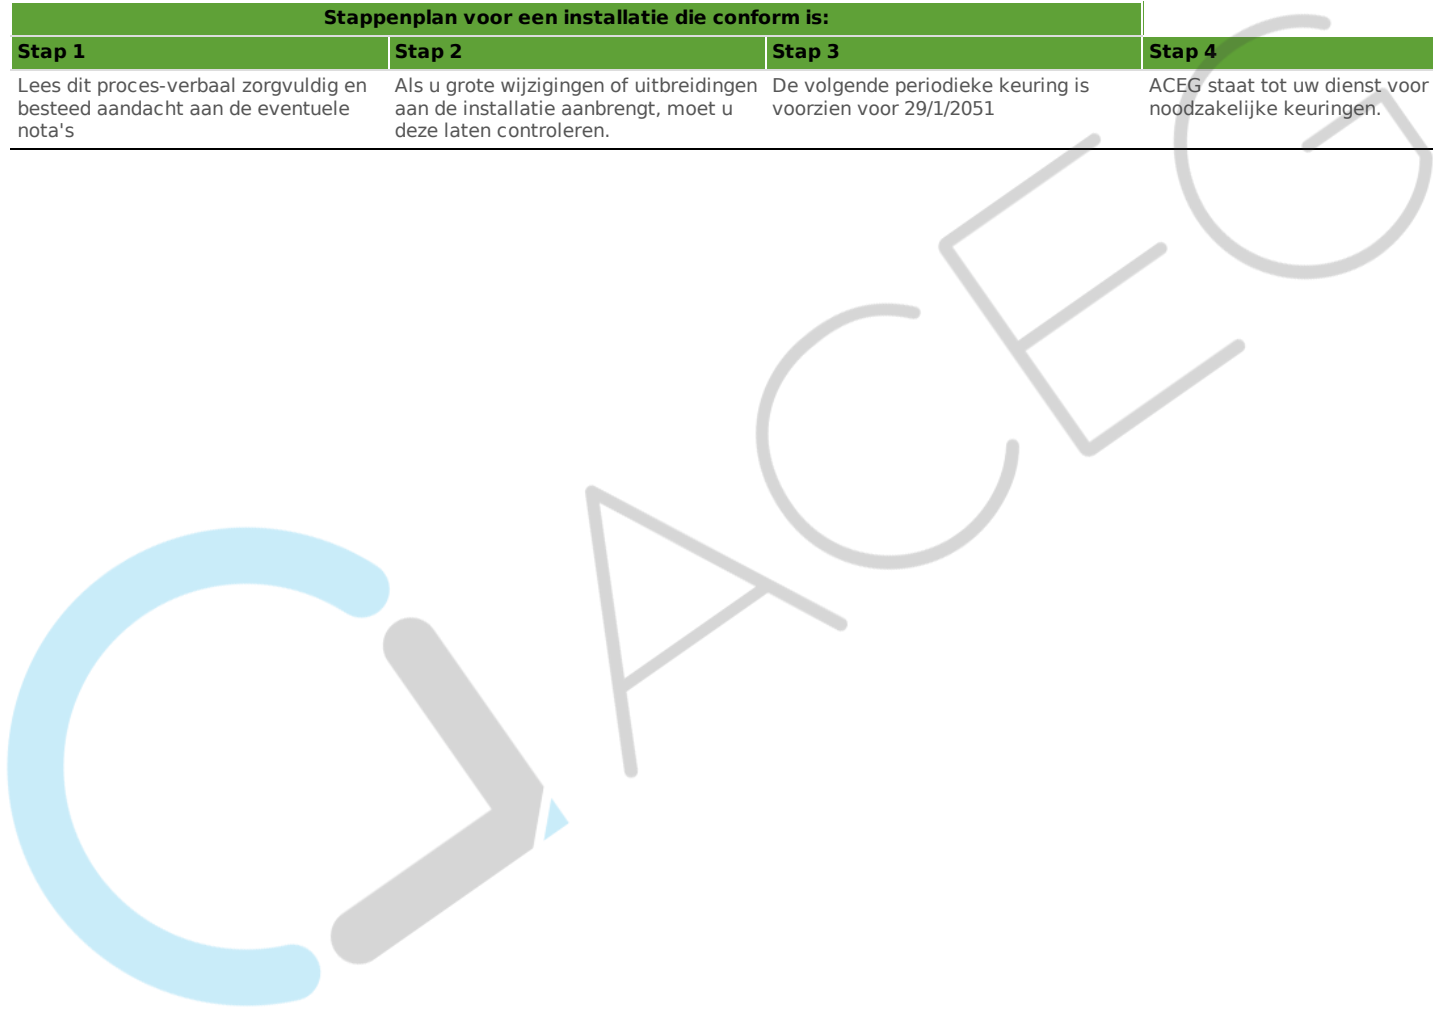 Stappenplan voor een installatie die conform is:
Stap 1
Stap 2
Stap 3
Stap 4
Lees dit proces-verbaal zorgvuldig en
besteed aandacht aan de eventuele
nota's
Als u grote wijzigingen of uitbreidingen
aan de installatie aanbrengt, moet u
deze laten controleren.
De volgende periodieke keuring is
voorzien voor 29/1/2051
ACEG staat tot uw dienst voor
noodzakelijke keuringen.
ACEG